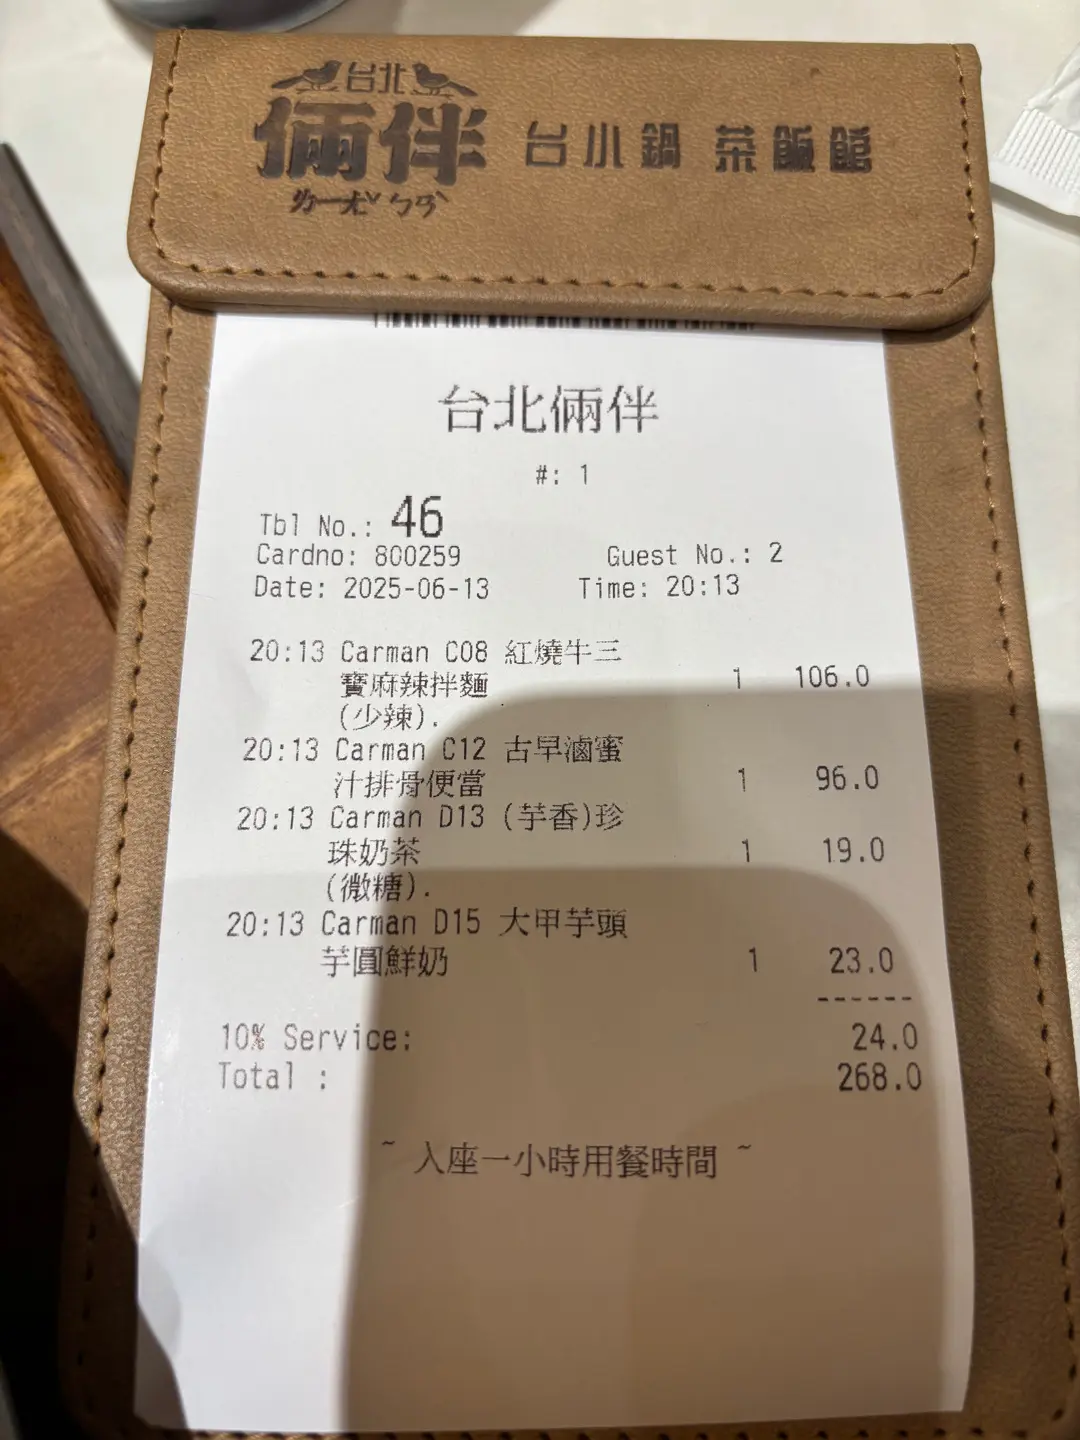 台北
倆伴 台小鍋 菜飯館
ㄌㄧㄤˇ ㄅㄢˋ
台北倆伴
#: 1
Tbl No.: 46
Cardno: 800259 Guest No.: 2
Date: 2025-06-13 Time: 20:13
20:13 Carman C08 紅燒牛三
寶麻辣拌麵 1 106.0
(少辣).
20:13 Carman C12 古早滷蜜
汁排骨便當 1 96.0
20:13 Carman D13 (芋香)珍
珠奶茶 1 19.0
(微糖).
20:13 Carman D15 大甲芋頭
芋圓鮮奶 1 23.0
------
10% Service: 24.0
Total : 268.0
~ 入座一小時用餐時間 ~